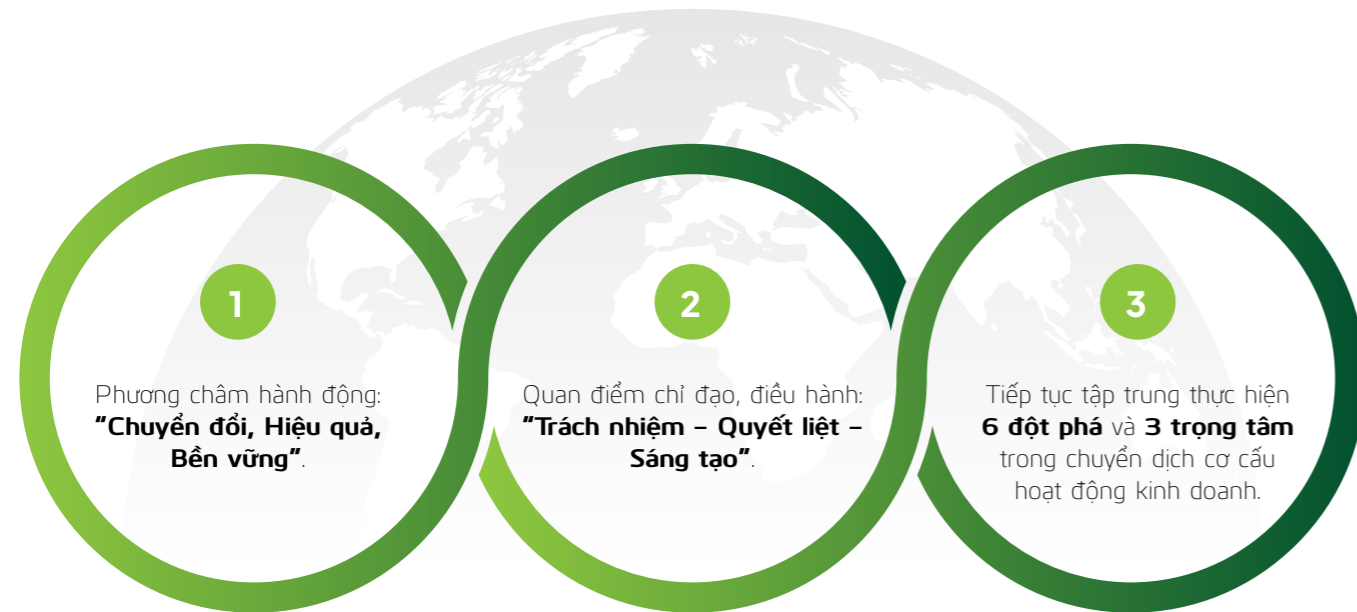 1
Phương châm hành động:
“Chuyển đổi, Hiệu quả,
Bền vững”.
2
Quan điểm chỉ đạo, điều hành:
“Trách nhiệm – Quyết liệt –
Sáng tạo”.
3
Tiếp tục tập trung thực hiện
6 đột phá và 3 trọng tâm
trong chuyển dịch cơ cấu
hoạt động kinh doanh.